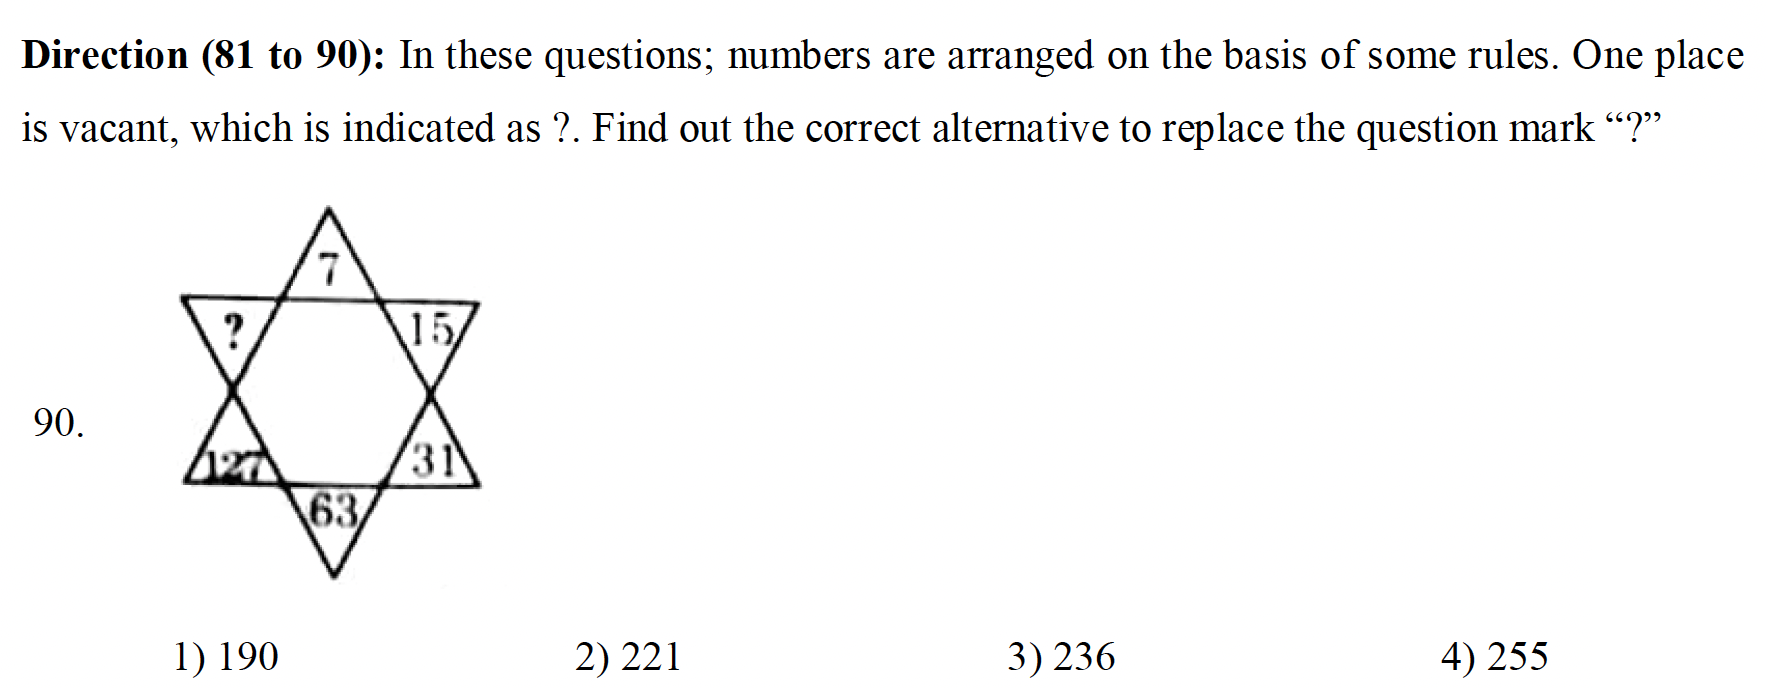 Direction (81 to 90): In these questions; numbers are arranged on the basis of some rules. One place
is vacant, which is indicated as ?. Find out the correct alternative to replace the question mark “?”
7
? 15
90.
127 31
63
1) 190 2) 221 3) 236 4) 255